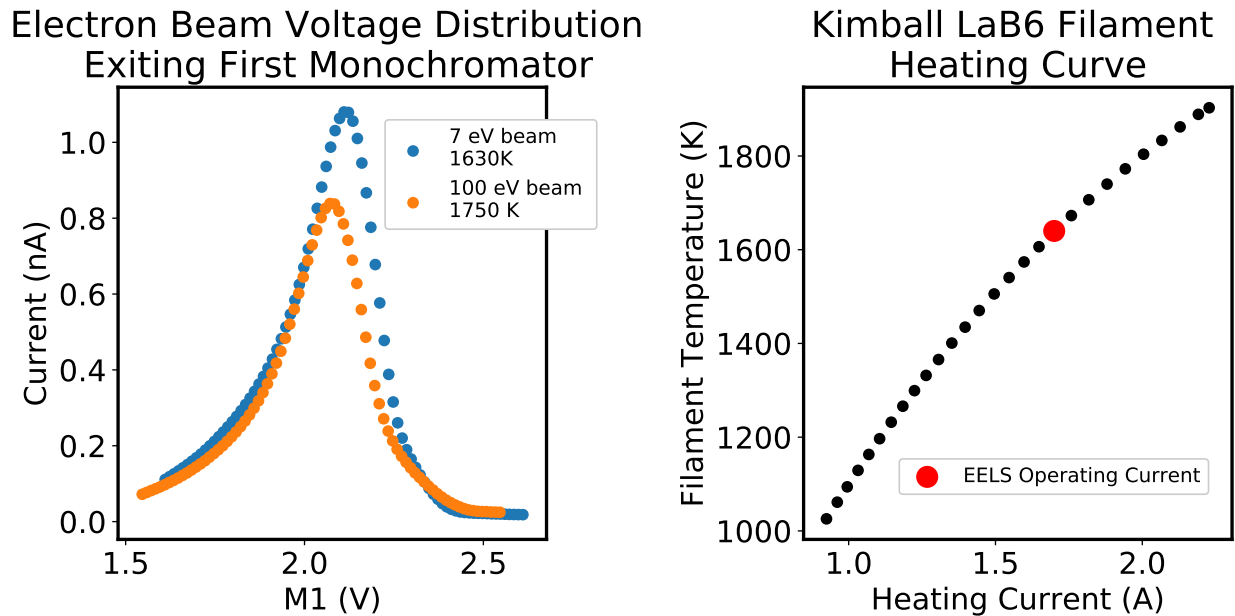 Electron Beam Voltage Distribution
Exiting First Monochromator
1.0
0.8
0.6
0.4
0.2
0.0
Current (nA)
7 eV beam
1630K
100 eV beam
1750 K
1.5
2.0
2.5
M1 (V)
Kimball LaB6 Filament
Heating Curve
1800
1600
1400
1200
1000
Filament Temperature (K)
EELS Operating Current
1.0
1.5
2.0
Heating Current (A)